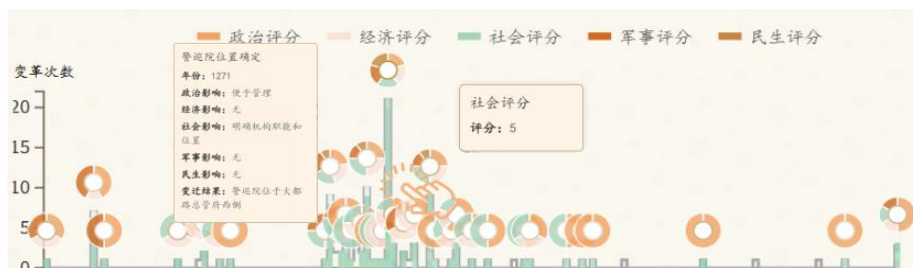 政治评分 经济评分 社会评分 军事评分 民生评分
变革次数
警巡院位置确定
年份：1271
政治影响：便于管理
经济影响：无
社会影响：明确机构职能和
位置
军事影响：无
民生影响：无
变迁结果：警巡院位于大都
路总管府西侧
社会评分
评分：5
20
15
10
5
0